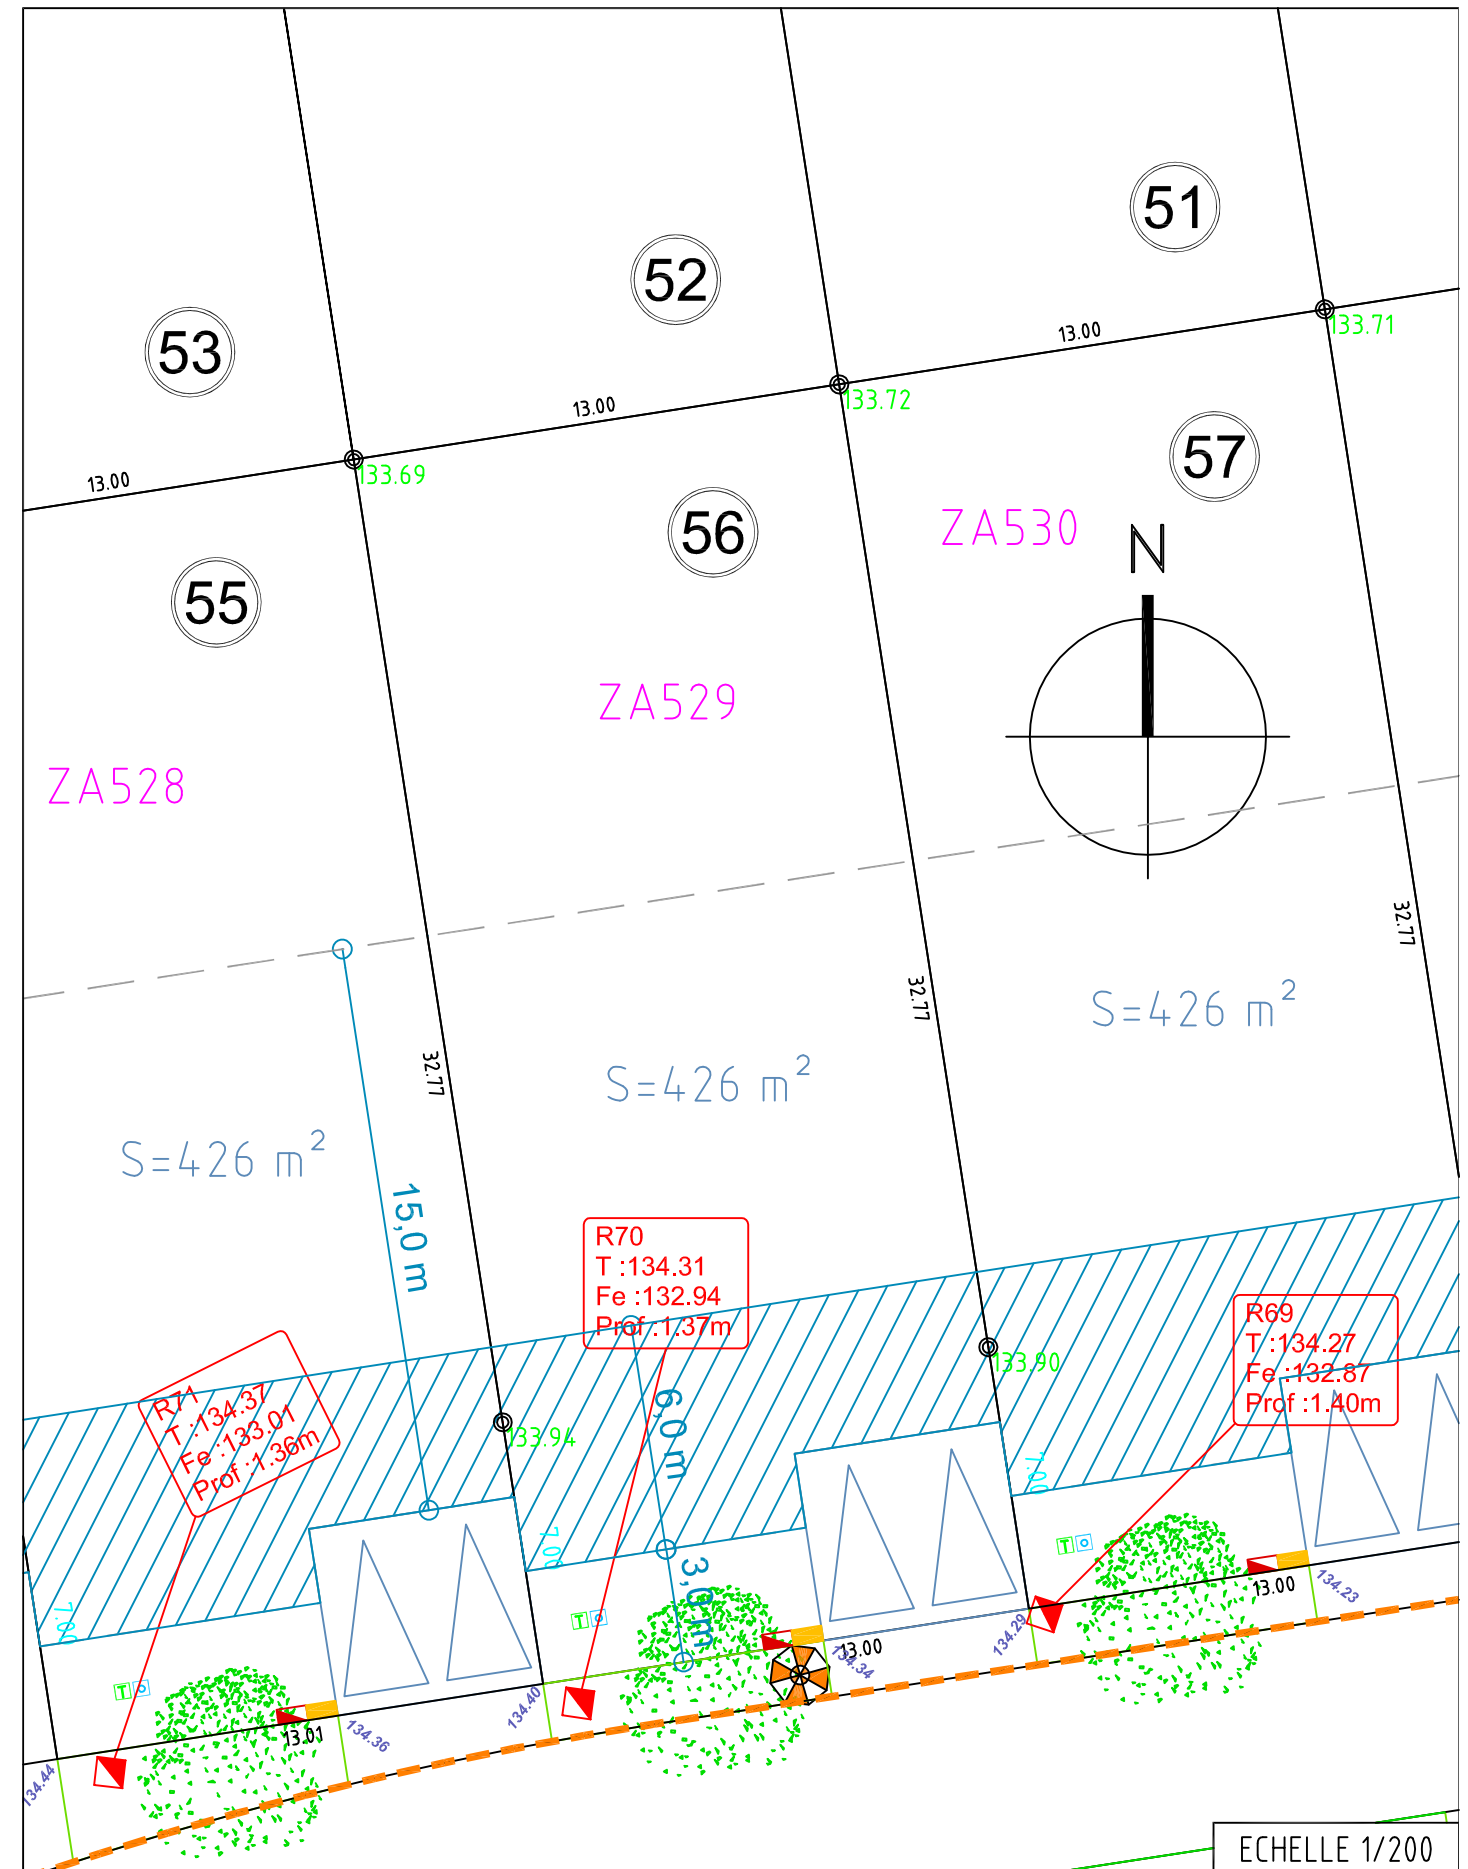 51
52
53
13.00
133.71
13.00
133.72
13.00
133.69
57
56
55
ZA530
N
ZA529
ZA528
32.77
32.77
32.77
S=426 m²
S=426 m²
S=426 m²
15,0 m
R70
T :134.31
Fe :132.94
Prof :1.37m
R69
T :134.27
Fe :132.87
Prof :1.40m
R71
T :134.37
Fe :133.01
Prof :1.36m
133.90
133.94
6,0 m
7.00
7.00
7.00
3,0 m
T
T
T
13.00
13.00
13.01
134.23
134.29
134.34
134.40
134.36
134.44
ECHELLE 1/200